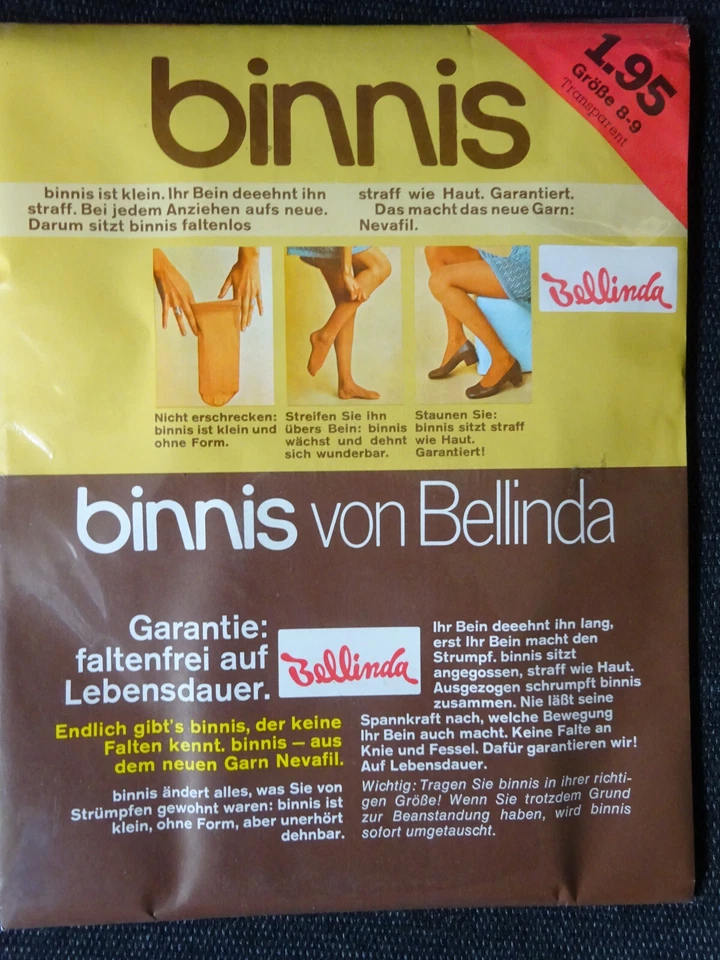 binnis
1.95
Größe 8-9
Transparent
binnis ist klein. Ihr Bein deeehnt ihn
straff. Bei jedem Anziehen aufs neue.
Darum sitzt binnis faltenlos
straff wie Haut. Garantiert.
Das macht das neue Garn:
Nevafil.
Bellinda
Nicht erschrecken:
binnis ist klein und
ohne Form.
Streifen Sie ihn
übers Bein: binnis
wächst und dehnt
sich wunderbar.
Staunen Sie:
binnis sitzt straff
wie Haut.
Garantiert!
binnis von Bellinda
Garantie:
faltenfrei auf
Lebensdauer.
Bellinda
Endlich gibt's binnis, der keine
Falten kennt. binnis – aus
dem neuen Garn Nevafil.
binnis ändert alles, was Sie von
Strümpfen gewohnt waren: binnis ist
klein, ohne Form, aber unerhört
dehnbar.
Ihr Bein deeehnt ihn lang,
erst Ihr Bein macht den
Strumpf. binnis sitzt
angegossen, straff wie Haut.
Ausgezogen schrumpft binnis
zusammen. Nie läßt seine
Spannkraft nach, welche Bewegung
Ihr Bein auch macht. Keine Falte an
Knie und Fessel. Dafür garantieren wir!
Auf Lebensdauer.
Wichtig: Tragen Sie binnis in ihrer richti-
gen Größe! Wenn Sie trotzdem Grund
zur Beanstandung haben, wird binnis
sofort umgetauscht.